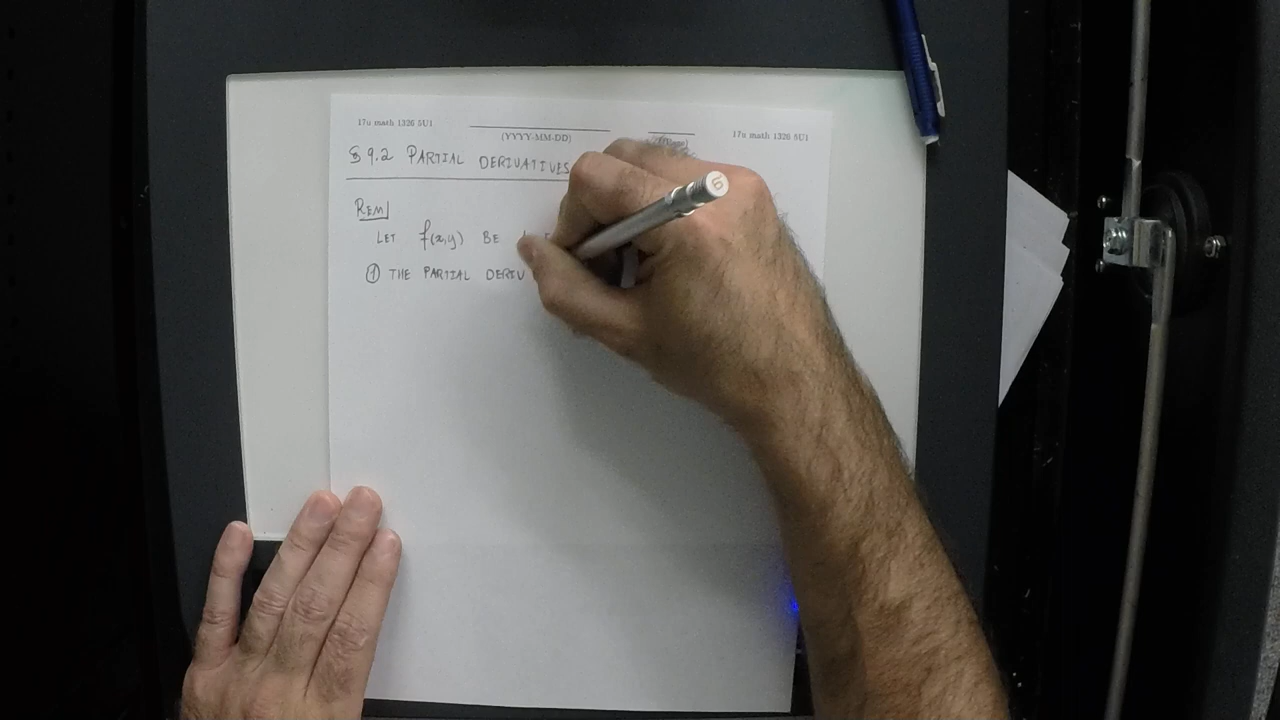 17u math 1326 5U1
(YYYY-MM-DD)
17u math 1326 5U1
§ 9.2 PARTIAL DERIVATIVES
REM
LET f(x,y) BE
① THE PARTIAL DERIV